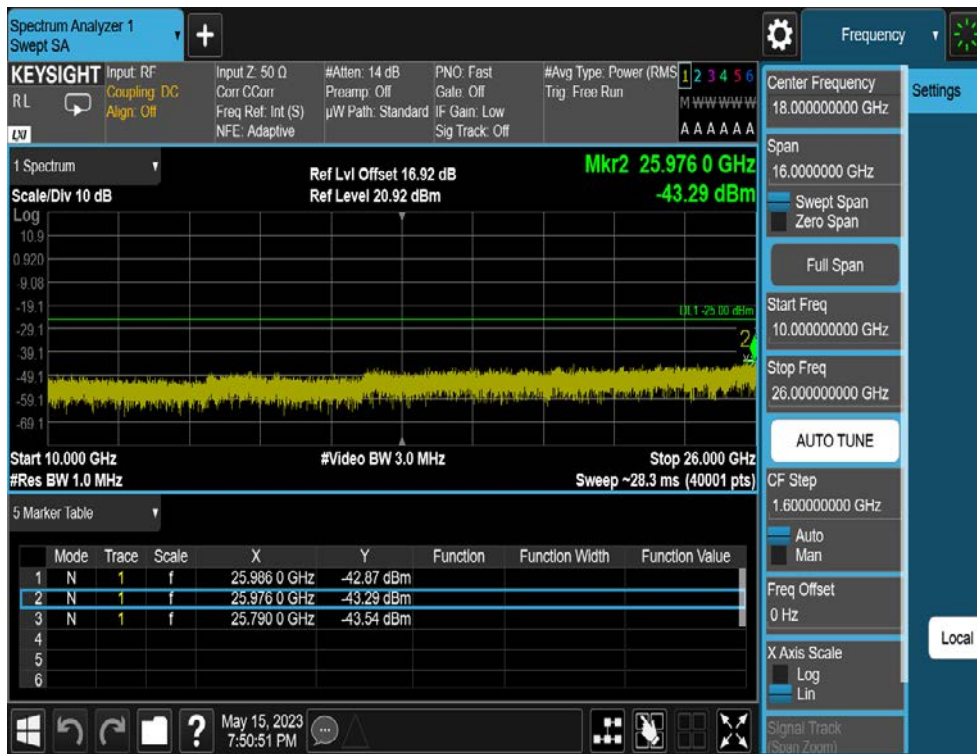 Spectrum Analyzer 1
Swept SA
+
Frequency
KEYSIGHT
RL
LXI
Input: RF
Coupling: DC
Align: Off
Input Z: 50 Ω
Corr CCorr
Freq Ref: Int (S)
NFE: Adaptive
#Atten: 14 dB
Preamp: Off
µW Path: Standard
PNO: Fast
Gate: Off
IF Gain: Low
Sig Track: Off
#Avg Type: Power (RMS
Trig: Free Run
1 2 3 4 5 6
M W W W W W
A A A A A A
1 Spectrum
Scale/Div 10 dB
Ref Lvl Offset 16.92 dB
Ref Level 20.92 dBm
Mkr2 25.976 0 GHz
-43.29 dBm
Log
10.9
0.920
-9.08
-19.1
-29.1
-39.1
-49.1
-59.1
-69.1
DL1 -25.00 dBm
2
Start 10.000 GHz
#Res BW 1.0 MHz
#Video BW 3.0 MHz
Stop 26.000 GHz
Sweep ~28.3 ms (40001 pts)
5 Marker Table
Mode Trace Scale X Y Function Function Width Function Value
1 N 1 f 25.986 0 GHz -42.87 dBm
2 N 1 f 25.976 0 GHz -43.29 dBm
3 N 1 f 25.790 0 GHz -43.54 dBm
4
5
6
Center Frequency
18.000000000 GHz
Span
16.0000000 GHz
Swept Span
Zero Span
Full Span
Start Freq
10.000000000 GHz
Stop Freq
26.000000000 GHz
AUTO TUNE
CF Step
1.600000000 GHz
Auto
Man
Freq Offset
0 Hz
X Axis Scale
Log
Lin
Signal Track
(Span Zoom)
Settings
Local
?
May 15, 2023
7:50:51 PM